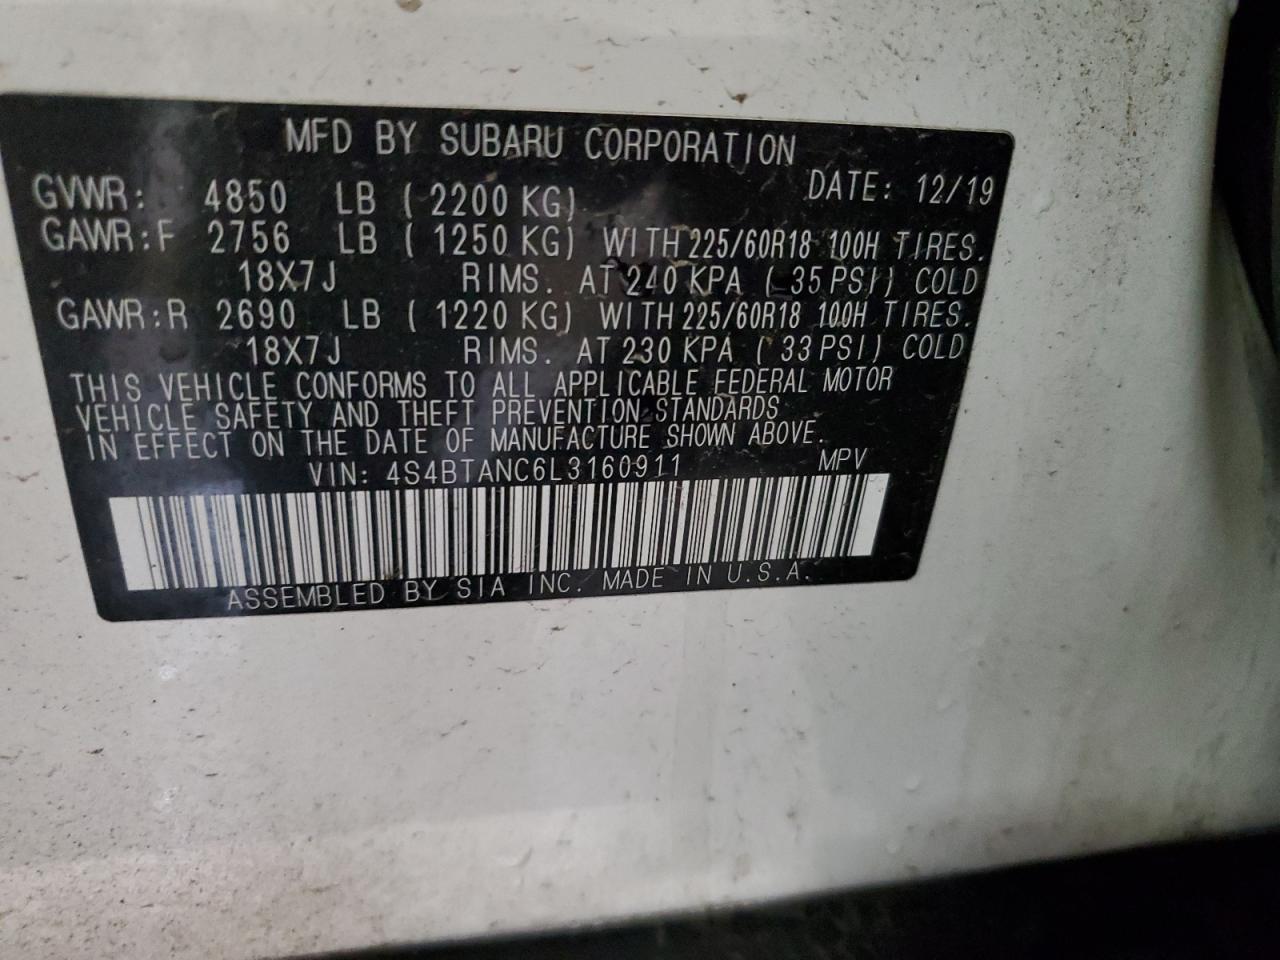 MFD BY SUBARU CORPORATION
GVWR: 4850 LB ( 2200 KG) DATE: 12/19
GAWR:F 2756 LB ( 1250 KG) WITH 225/60R18 100H TIRES.
18X7J RIMS. AT 240 KPA ( 35 PSI) COLD
GAWR:R 2690 LB ( 1220 KG) WITH 225/60R18 100H TIRES.
18X7J RIMS. AT 230 KPA ( 33 PSI) COLD
THIS VEHICLE CONFORMS TO ALL APPLICABLE FEDERAL MOTOR
VEHICLE SAFETY AND THEFT PREVENTION STANDARDS
IN EFFECT ON THE DATE OF MANUFACTURE SHOWN ABOVE.
VIN: 4S4BTANC6L3160911 MPV
ASSEMBLED BY SIA INC. MADE IN U.S.A.